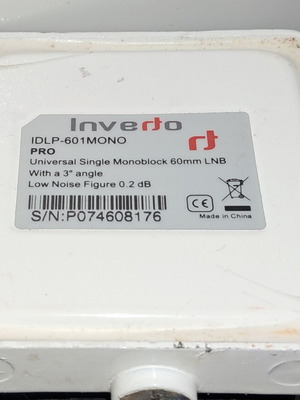 Inverto
IDLP-601MONO
PRO
Universal Single Monoblock 60mm LNB
With a 3° angle
Low Noise Figure 0.2 dB
S/N:P074608176
CE
Made in China